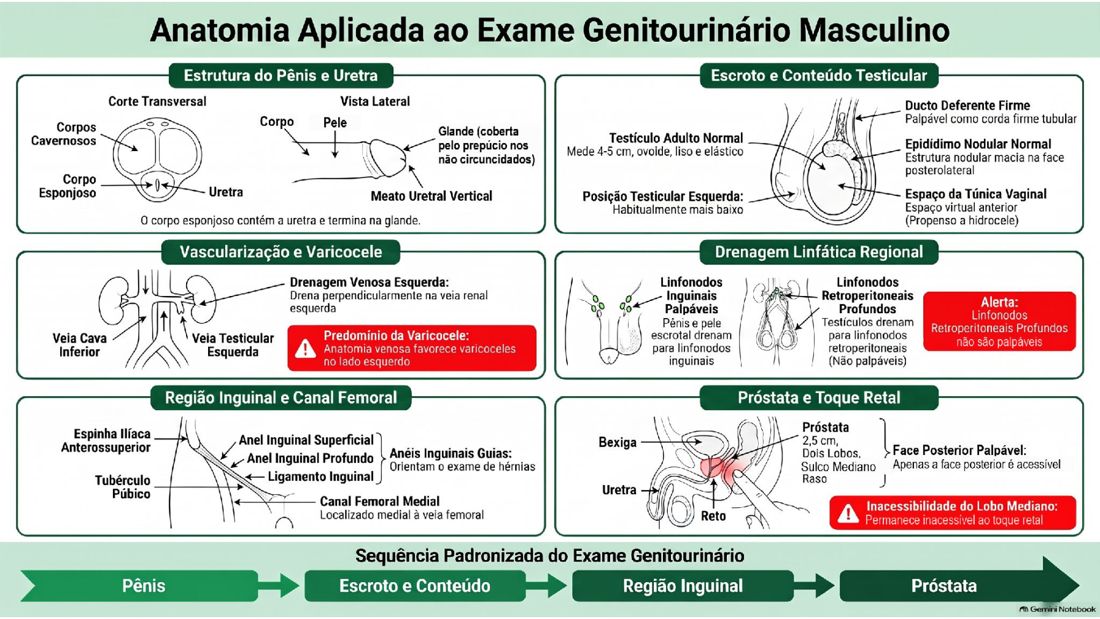 Anatomia Aplicada ao Exame Genitourinário Masculino
Estrutura do Pênis e Uretra
Corte Transversal
Corpos
Cavernosos
Corpo
Esponjoso
Uretra
Vista Lateral
Corpo
Pele
Glande (coberta
pelo prepúcio nos
não circuncidados)
Meato Uretral Vertical
O corpo esponjoso contém a uretra e termina na glande.
Escroto e Conteúdo Testicular
Testículo Adulto Normal
Mede 4-5 cm, ovolde, liso e elástico
Posição Testicular Esquerda:
Habitualmente mais baixo
Ducto Deferente Firme
Palpável como corda firme tubular
Epidídimo Nodular Normal
Estrutura nodular macia na face
posterolateral
Espaço da Túnica Vaginal
Espaço virtual anterior
(Propenso a hidrocele)
Vascularização e Varicocele
Veia Cava
Inferior
Veia Testicular
Esquerda
Drenagem Venosa Esquerda:
Drena perpendicularmente na veia renal
esquerda
Predomínio da Varicocele:
Anatomia venosa favorece varicoceles
no lado esquerdo
Drenagem Linfática Regional
Linfonodos
Inguinais
Palpáveis
Pênis e pele
escrotal drenam
para linfonodos
inguinais
Linfonodos
Retroperitoneais
Profundos
Testículos drenam
para linfonodos
retroperitoneais
(Não palpáveis)
Alerta:
Linfonodos
Retroperitoneais Profundos
não são palpáveis
Região Inguinal e Canal Femoral
Espinha Ilíaca
Anterossuperior
Tubérculo
Púbico
Anel Inguinal Superficial
Anel Inguinal Profundo
Ligamento Inguinal
Anéis Inguinais Guias:
Orientam o exame de hérnias
Canal Femoral Medial
Localizado medial à veia femoral
Próstata e Toque Retal
Bexiga
Uretra
Reto
Próstata
2,5 cm,
Dois Lobos,
Sulco Mediano
Raso
Face Posterior Palpável:
Apenas a face posterior é acessível
Inacessibilidade do Lobo Mediano:
Permanece inacessível ao toque retal
Sequência Padronizada do Exame Genitourinário
Pênis
Escroto e Conteúdo
Região Inguinal
Próstata
Gemini Notebook